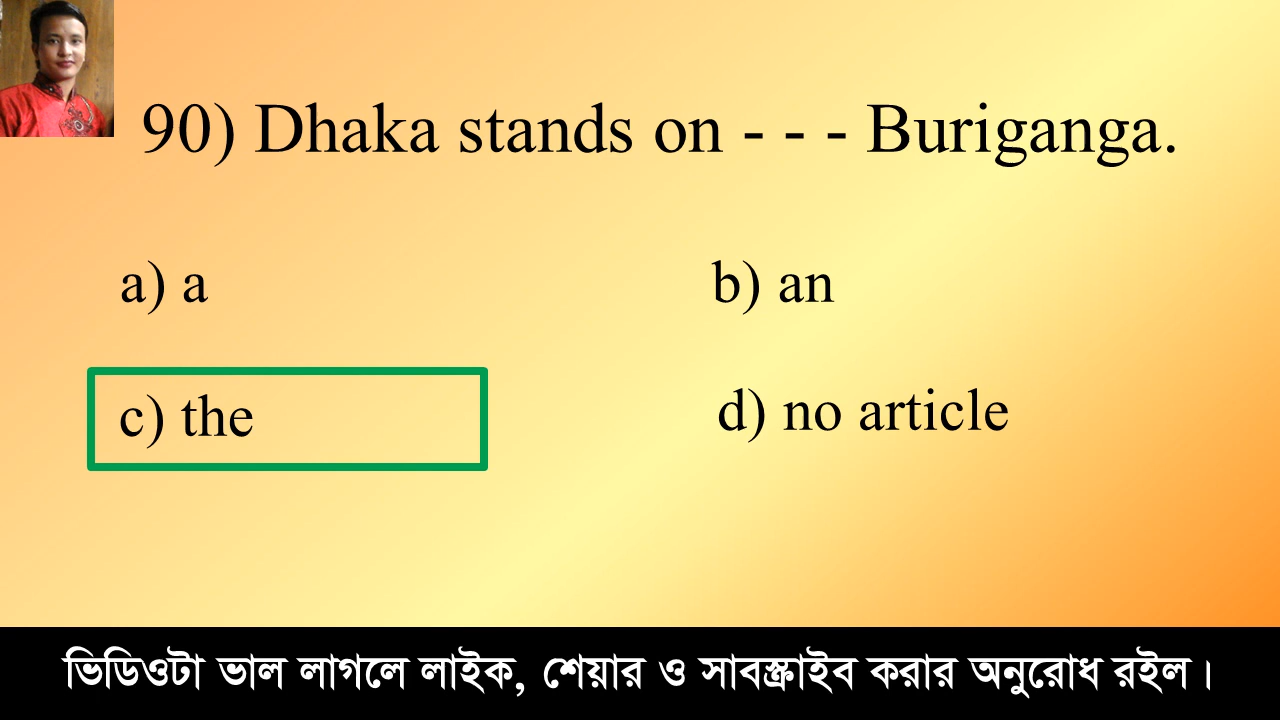 90) Dhaka stands on - - - Buriganga.
a) a
b) an
c) the
d) no article
ভিডিওটা ভাল লাগলে লাইক, শেয়ার ও সাবস্ক্রাইব করার অনুরোধ রইল।